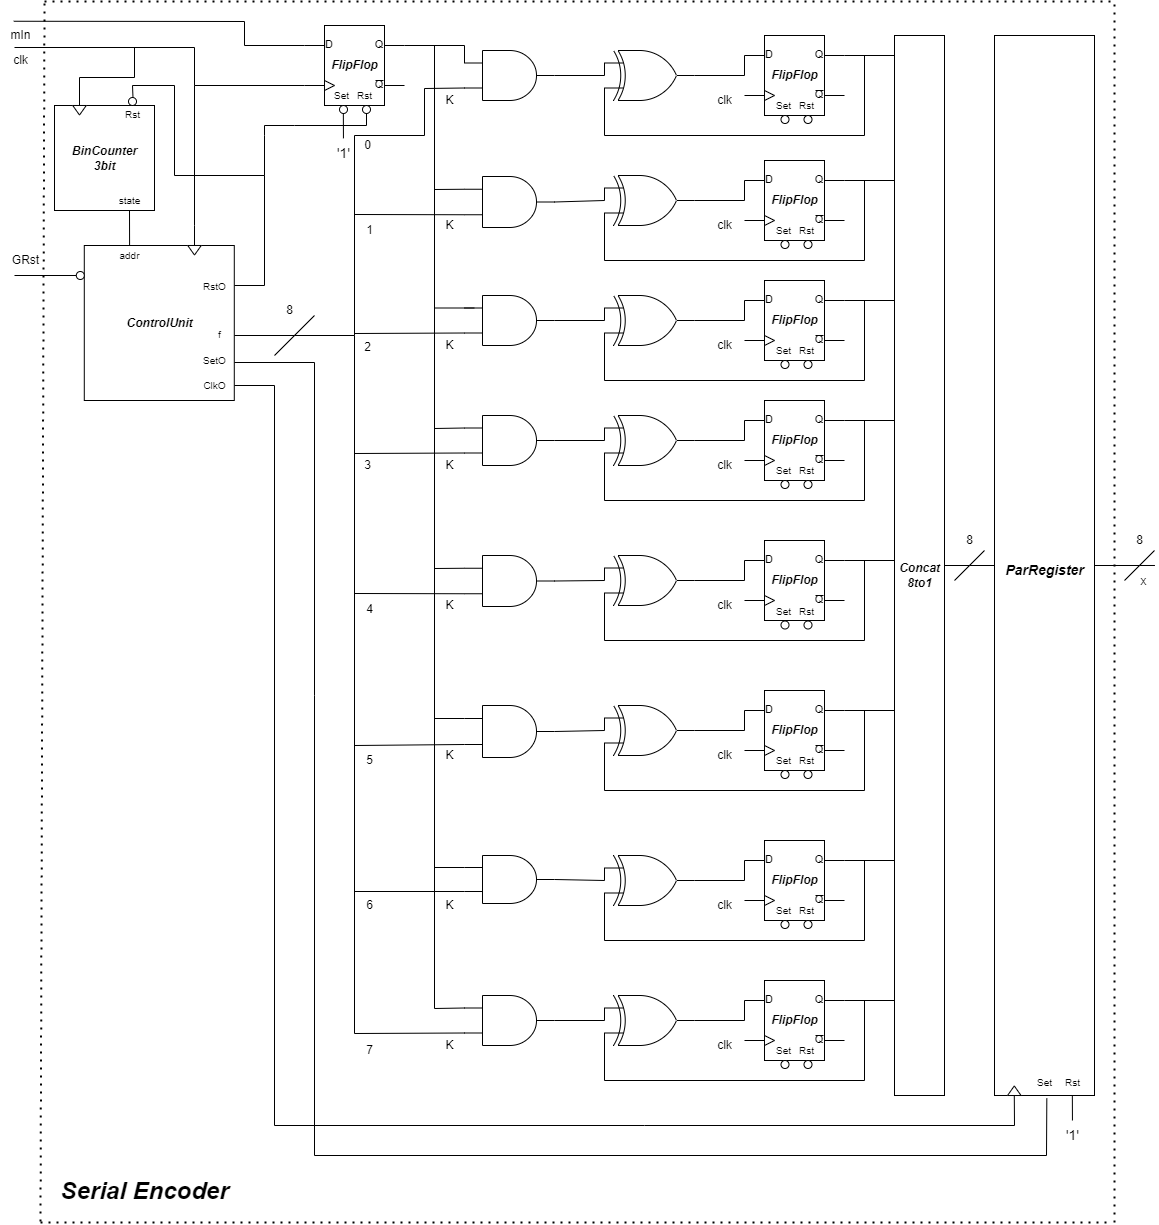 mIn
clk
D Q
FlipFlop
Q
Set Rst
'1'
Rst
BinCounter
3bit
state
GRst
addr
RstO
ControlUnit
f
SetO
ClkO
8
0
K
clk
D Q
FlipFlop
Q
Set Rst
1
K
clk
D Q
FlipFlop
Q
Set Rst
2
K
clk
D Q
FlipFlop
Q
Set Rst
3
K
clk
D Q
FlipFlop
Q
Set Rst
4
K
clk
D Q
FlipFlop
Q
Set Rst
5
K
clk
D Q
FlipFlop
Q
Set Rst
6
K
clk
D Q
FlipFlop
Q
Set Rst
7
K
clk
D Q
FlipFlop
Q
Set Rst
Concat
8to1
8
ParRegister
Set Rst
'1'
8
x
Serial Encoder